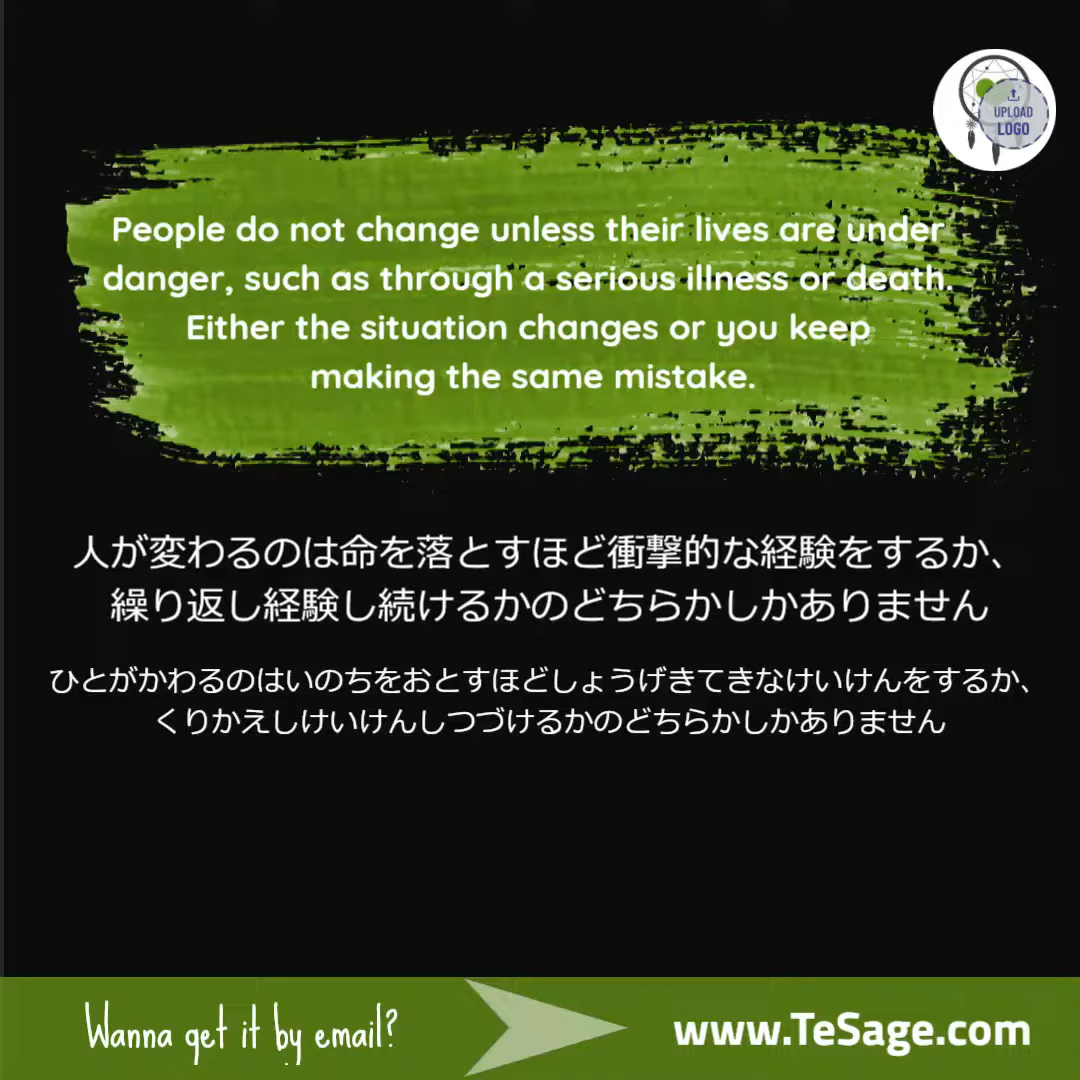 UPLOAD
LOGO
People do not change unless their lives are under
danger, such as through a serious illness or death.
Either the situation changes or you keep
making the same mistake.
人が変わるのは命を落とすほど衝撃的な経験をするか、
繰り返し経験し続けるかのどちらかしかありません
ひとがかわるのはいのちをおとすほどしょうげきてきなけいけんをするか、
くりかえしけいけんしつづけるかのどちらかしかありません
Wanna get it by email?
www.TeSage.com